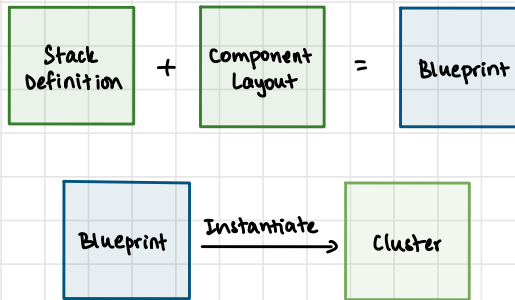 Stack
Definition
+
Component
Layout
=
Blueprint
Blueprint
Instantiate
Cluster